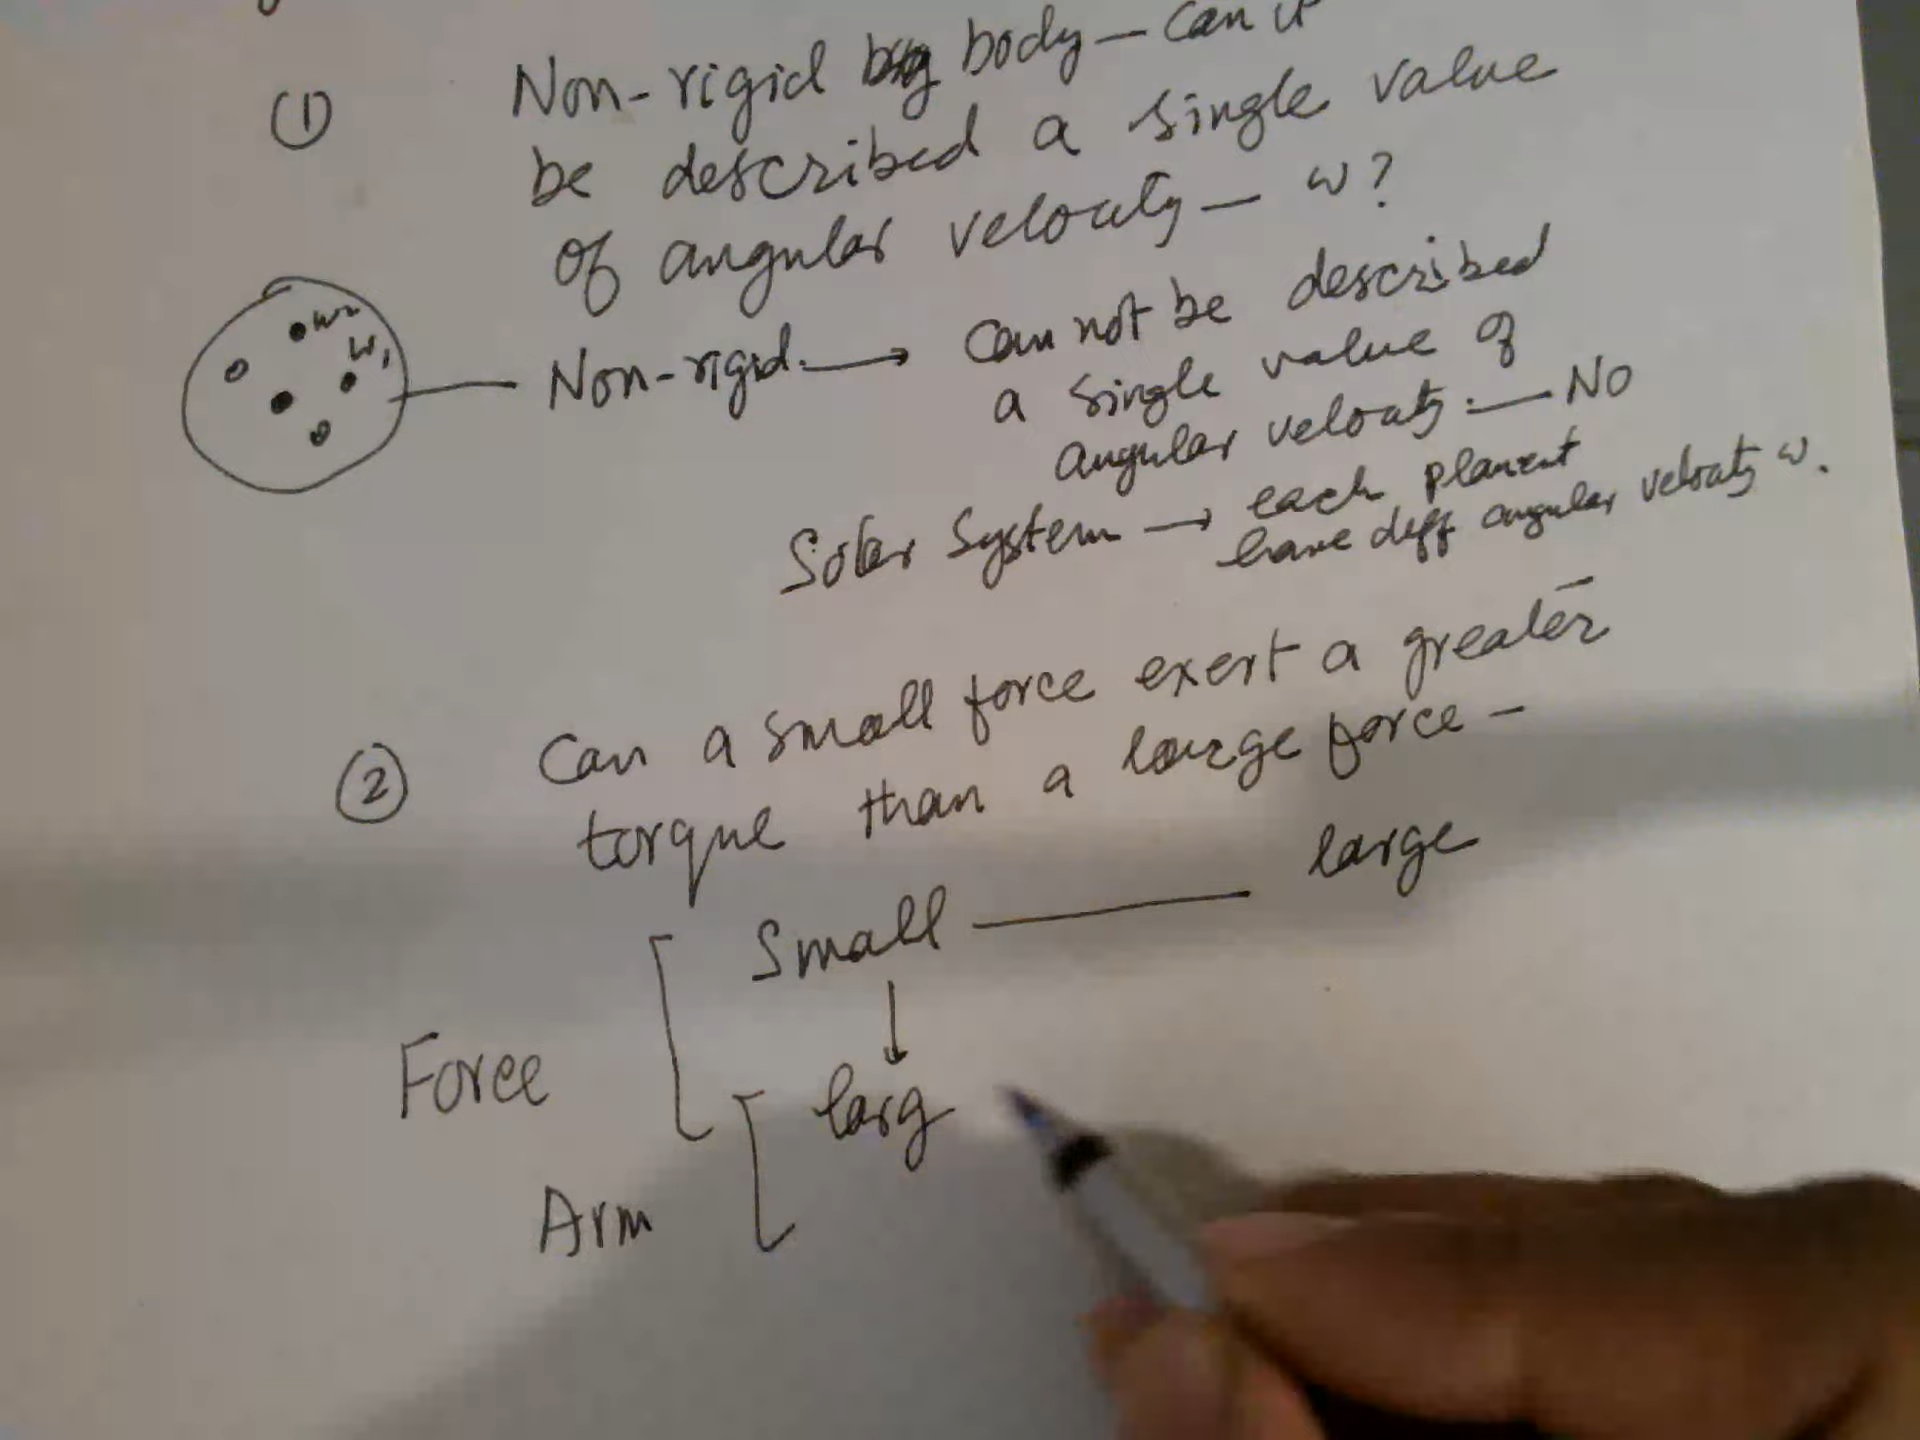 ① Non-rigid body – Can it
be described a single value
of angular velocity – ω?
ω2
ω1
Non-rigid. → Can not be described
a single value of
angular velocity. — NO
Solar System → each planent
have diff angular velocity ω.
② Can a small force exert a greater
torque than a large force –
Small — large
↓
Force
larg
Arm